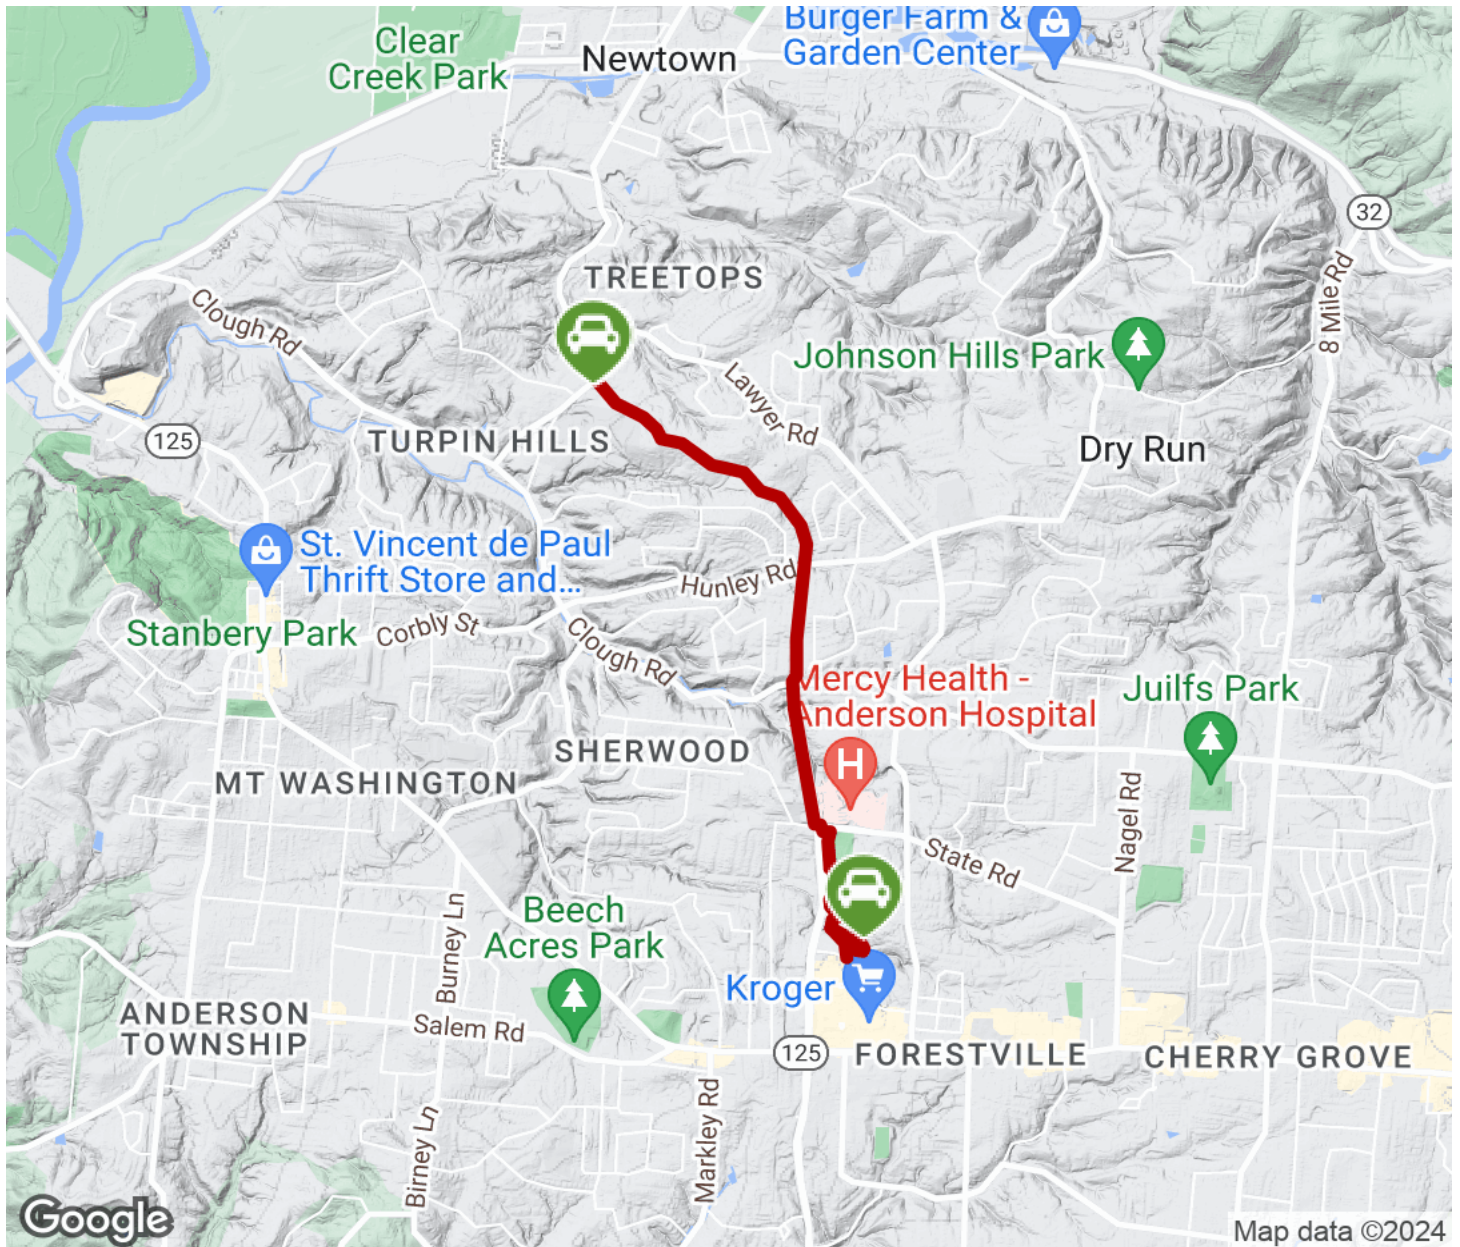 Burger Farm &
Garden Center
Clear
Creek Park
Newtown
32
TREETOPS
8 Mile Rd
Clough Rd
Johnson Hills Park
Lawyer Rd
125
TURPIN HILLS
Dry Run
St. Vincent de Paul
Thrift Store and...
Hunley Rd
Stanbery Park
Corbly St
Clough Rd
Mercy Health -
Anderson Hospital
H
Juilfs Park
SHERWOOD
MT WASHINGTON
Nagel Rd
State Rd
Beech
Acres Park
Burney Ln
Kroger
ANDERSON
TOWNSHIP
Salem Rd
125
FORESTVILLE
CHERRY GROVE
Markley Rd
Birney Ln
Google
Map data ©2024